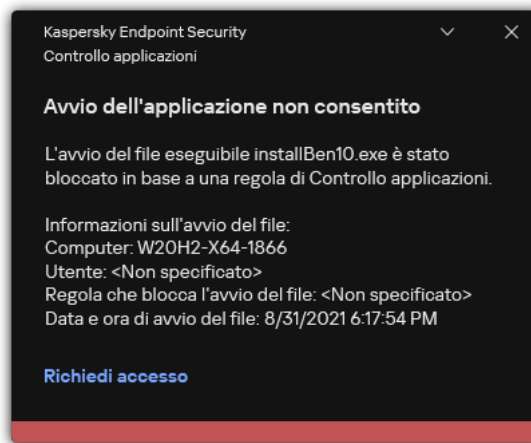 Kaspersky Endpoint Security
Controllo applicazioni
Avvio dell'applicazione non consentito
L'avvio del file eseguibile installBen10.exe è stato
bloccato in base a una regola di Controllo applicazioni.
Informazioni sull'avvio del file:
Computer: W20H2-X64-1866
Utente: <Non specificato>
Regola che blocca l'avvio del file: <Non specificato>
Data e ora di avvio del file: 8/31/2021 6:17:54 PM
Richiedi accesso